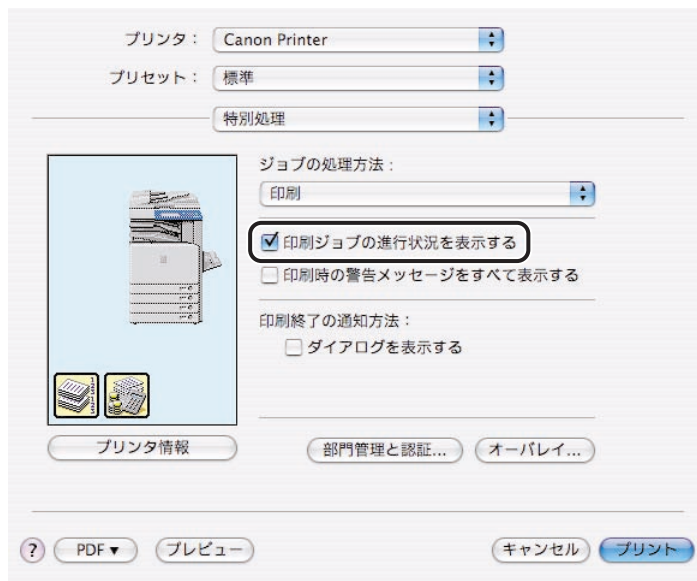 プリンタ： Canon Printer
プリセット： 標準
特別処理
ジョブの処理方法：
印刷
印刷ジョブの進行状況を表示する
印刷時の警告メッセージをすべて表示する
印刷終了の通知方法：
ダイアログを表示する
プリンタ情報
部門管理と認証... オーバレイ...
? PDF▼ プレビュー キャンセル プリント